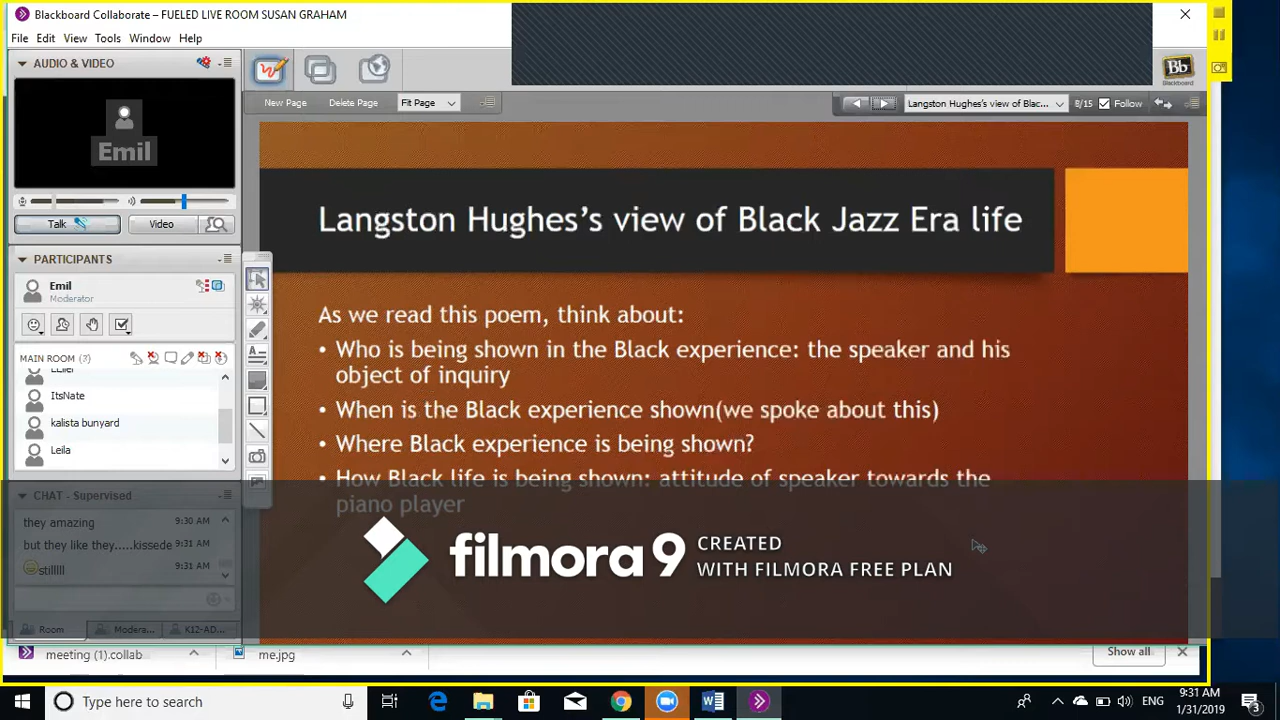 Blackboard Collaborate – FUELED LIVE ROOM SUSAN GRAHAM
File Edit View Tools Window Help
AUDIO & VIDEO
Emil
Talk Video
PARTICIPANTS
Emil
Moderator
MAIN ROOM (3)
ItsNate
kalista bunyard
Leila
CHAT - Supervised
they amazing 9:30 AM
but they like they.....kissede 9:31 AM
stilllll 9:31 AM
Room Modera... K12-AD...
Bb
Blackboard
New Page Delete Page Fit Page Langston Hughes's view of Blac... 8/15 Follow
Langston Hughes's view of Black Jazz Era life
As we read this poem, think about:
• Who is being shown in the Black experience: the speaker and his
object of inquiry
• When is the Black experience shown(we spoke about this)
• Where Black experience is being shown?
• How Black life is being shown: attitude of speaker towards the
piano player
filmora 9 CREATED
WITH FILMORA FREE PLAN
meeting (1).collab me.jpg Show all
Type here to search
ENG
9:31 AM
1/31/2019
3